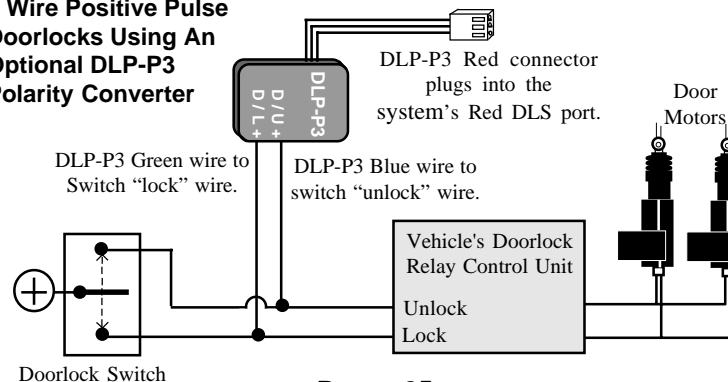 Wire Positive Pulse
Doorlocks Using An
Optional DLP-P3
Polarity Converter
DLP-P3
D / U +
D / L +
DLP-P3 Red connector
plugs into the
system's Red DLS port.
Door
Motors
DLP-P3 Green wire to
Switch “lock” wire.
DLP-P3 Blue wire to
switch “unlock” wire.
Vehicle's Doorlock
Relay Control Unit
Unlock
Lock
Doorlock Switch